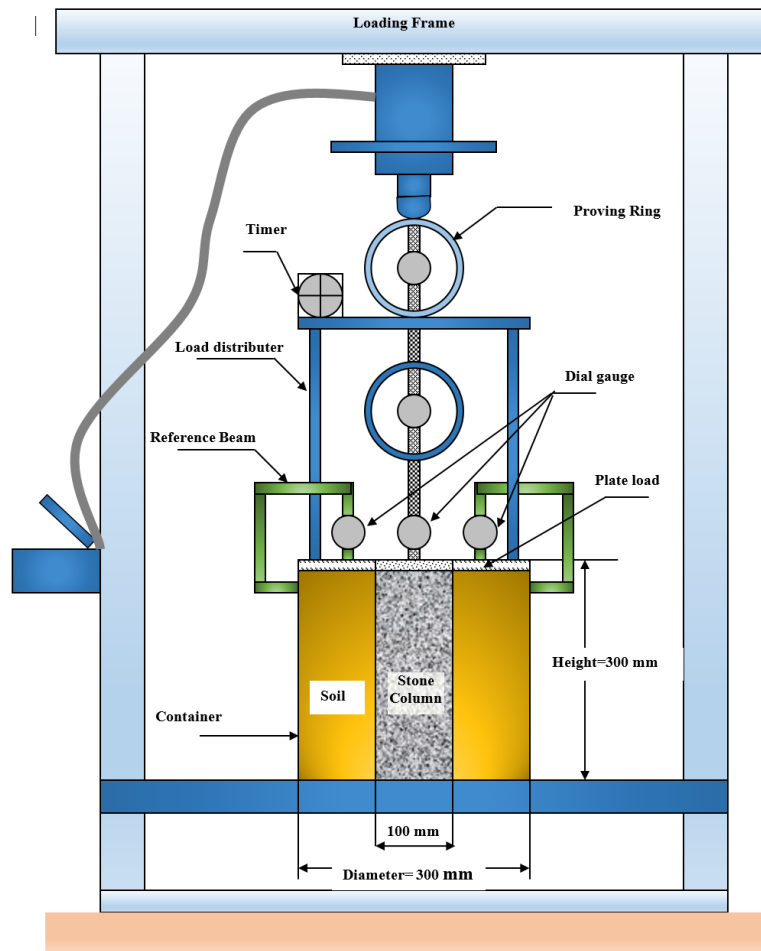 Loading Frame
Proving Ring
Timer
Load distributer
Dial gauge
Reference Beam
Plate load
Height=300 mm
Stone
Column
Soil
Container
100 mm
Diameter= 300 mm